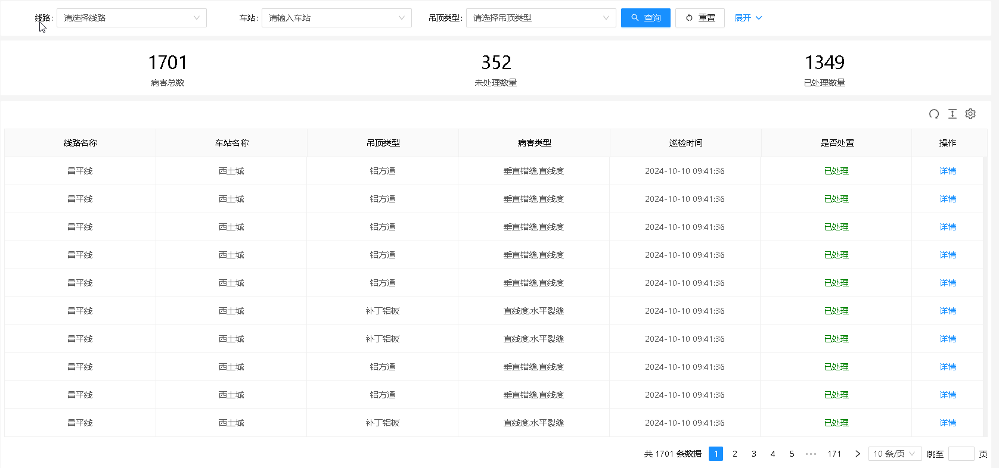 线路: 请选择线路 车站: 请输入车站 吊顶类型: 请选择吊顶类型 查询 重置 展开
1701 352 1349
病害总数 未处理数量 已处理数量
线路名称 车站名称 吊顶类型 病害类型 巡检时间 是否处置 操作
昌平线 西土城 铝方通 垂直错缝,直线度 2024-10-10 09:41:36 已处理 详情
昌平线 西土城 铝方通 垂直错缝,直线度 2024-10-10 09:41:36 已处理 详情
昌平线 西土城 铝方通 垂直错缝,直线度 2024-10-10 09:41:36 已处理 详情
昌平线 西土城 铝方通 垂直错缝,直线度 2024-10-10 09:41:36 已处理 详情
昌平线 西土城 铝方通 垂直错缝,直线度 2024-10-10 09:41:36 已处理 详情
昌平线 西土城 补丁铝板 直线度,水平裂缝 2024-10-10 09:41:36 已处理 详情
昌平线 西土城 补丁铝板 直线度,水平裂缝 2024-10-10 09:41:36 已处理 详情
昌平线 西土城 铝方通 垂直错缝,直线度 2024-10-10 09:41:36 已处理 详情
昌平线 西土城 铝方通 垂直错缝,直线度 2024-10-10 09:41:36 已处理 详情
昌平线 西土城 补丁铝板 直线度,水平裂缝 2024-10-10 09:41:36 已处理 详情
共 1701 条数据 1 2 3 4 5 ••• 171 10 条/页 跳至 页